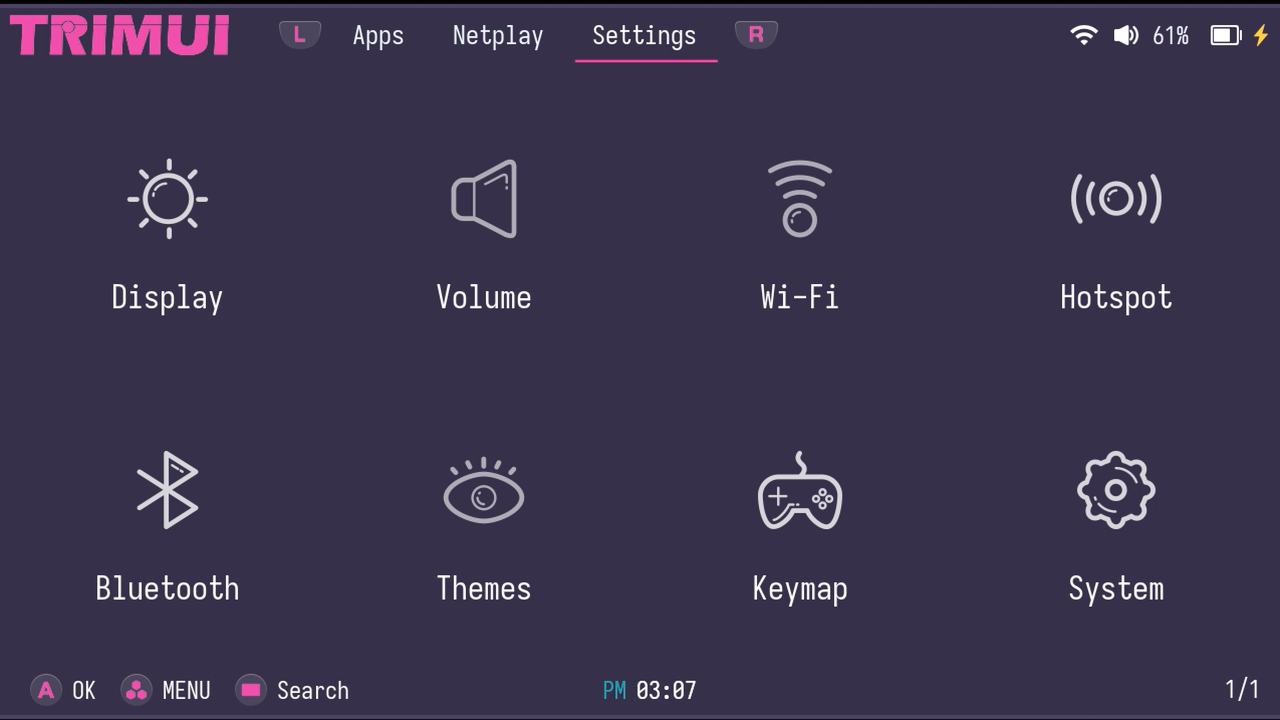 TRIMUI L Apps Netplay Settings R 61%
Display Volume Wi-Fi Hotspot
Bluetooth Themes Keymap System
A OK MENU Search PM 03:07 1/1